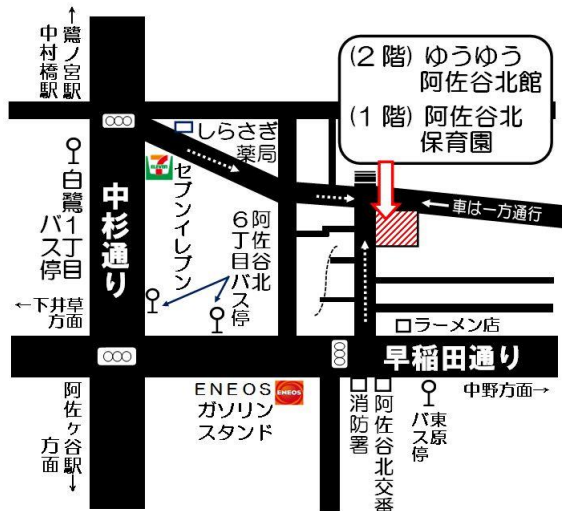 ↑鷺ノ宮駅
中村橋駅
(2階) ゆうゆう
阿佐谷北館
(1階) 阿佐谷北
保育園
しらさぎ
薬局
7
ELEVEN
セブンイレブン
白鷺1丁目
バス停
中杉通り
阿佐谷北
6丁目バス停
←車は一方通行
←下井草
方面
ラーメン店
早稲田通り
中野方面→
阿佐ヶ谷駅
方面
ENEOS
ガソリン
スタンド
ENEOS
消防署
阿佐谷北交番
東原
バス停